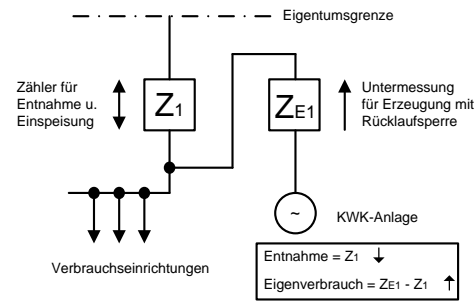 Eigentumsgrenze
Zähler für
Entnahme u.
Einspeisung
Z1
ZE1
Untermessung
für Erzeugung mit
Rücklaufsperre
~
KWK-Anlage
Verbrauchseinrichtungen
Entnahme = Z1 ↓
Eigenverbrauch = ZE1 - Z1 ↑